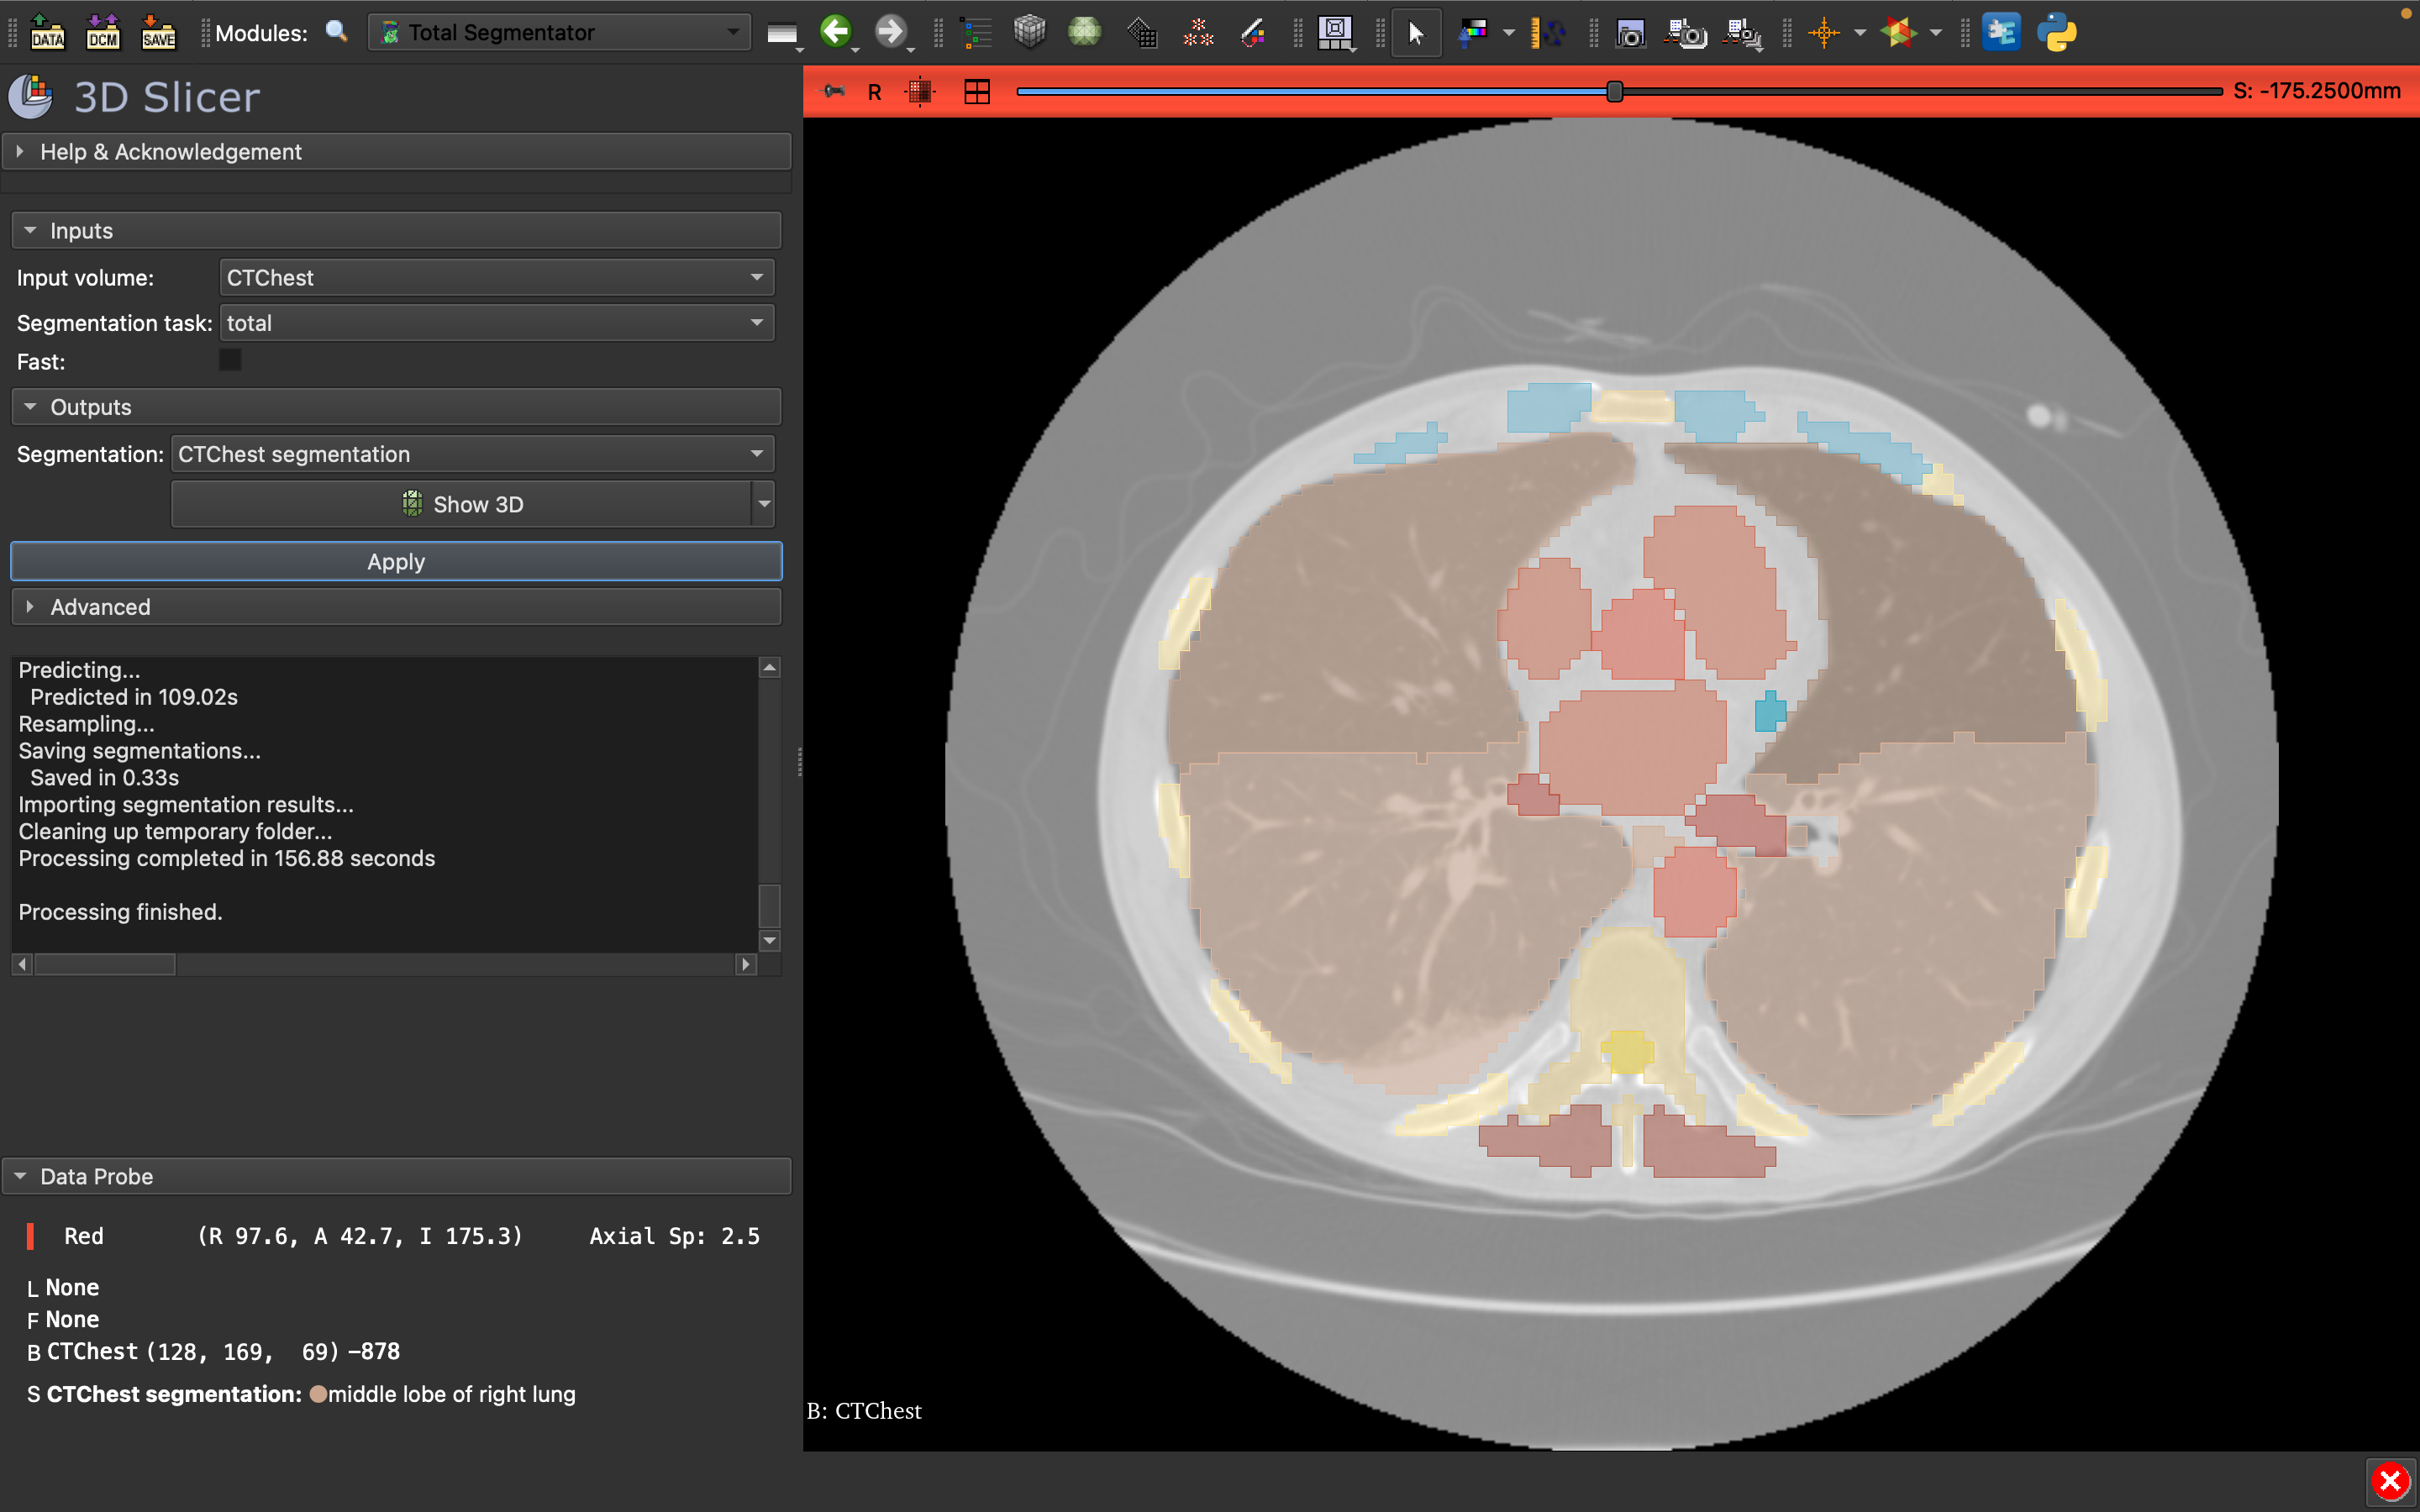 DATA DCM SAVE Modules: Total Segmentator
R S: -175.2500mm
3D Slicer
Help & Acknowledgement
Inputs
Input volume: CTChest
Segmentation task: total
Fast:
Outputs
Segmentation: CTChest segmentation
Show 3D
Apply
Advanced
Predicting...
Predicted in 109.02s
Resampling...
Saving segmentations...
Saved in 0.33s
Importing segmentation results...
Cleaning up temporary folder...
Processing completed in 156.88 seconds
Processing finished.
Data Probe
Red (R 97.6, A 42.7, I 175.3) Axial Sp: 2.5
L None
F None
B CTChest (128, 169, 69) -878
S CTChest segmentation: middle lobe of right lung
B: CTChest